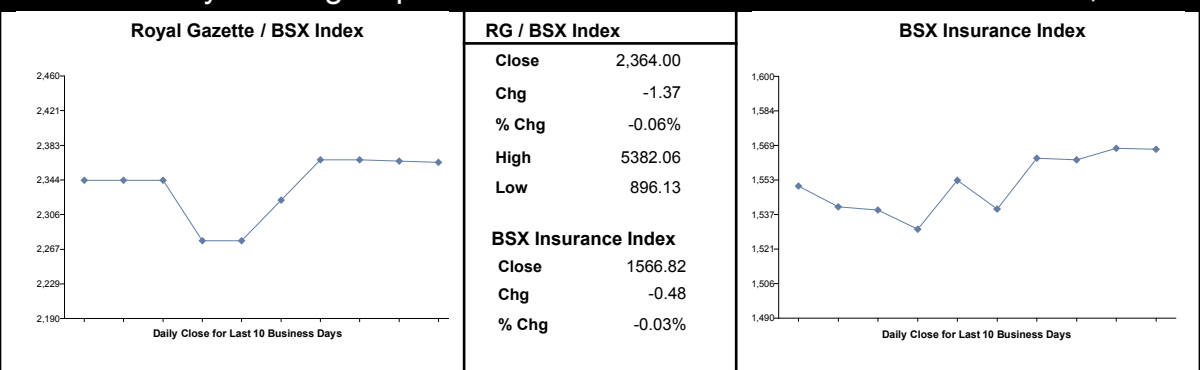 Royal Gazette / BSX Index
2,460
2,421
2,383
2,344
2,306
2,267
2,229
2,190
Daily Close for Last 10 Business Days
RG / BSX Index
Close 2,364.00
Chg -1.37
% Chg -0.06%
High 5382.06
Low 896.13
BSX Insurance Index
Close 1566.82
Chg -0.48
% Chg -0.03%
BSX Insurance Index
1,600
1,584
1,569
1,553
1,537
1,521
1,506
1,490
Daily Close for Last 10 Business Days